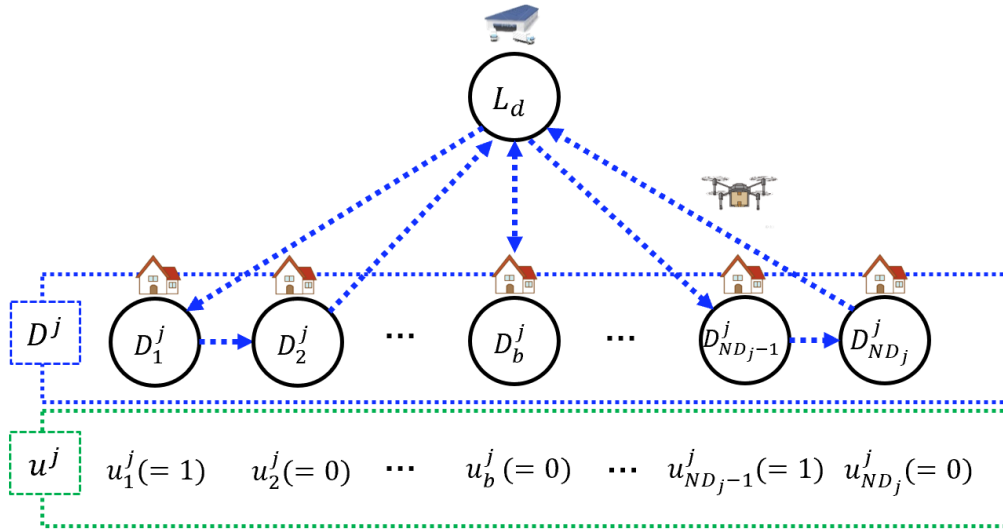 L_d
D^j D_1^j D_2^j ... D_b^j ... D_{ND_j-1}^j D_{ND_j}^j
u^j u_1^j(= 1) u_2^j(= 0) ... u_b^j(= 0) ... u_{ND_j-1}^j(= 1) u_{ND_j}^j(= 0)